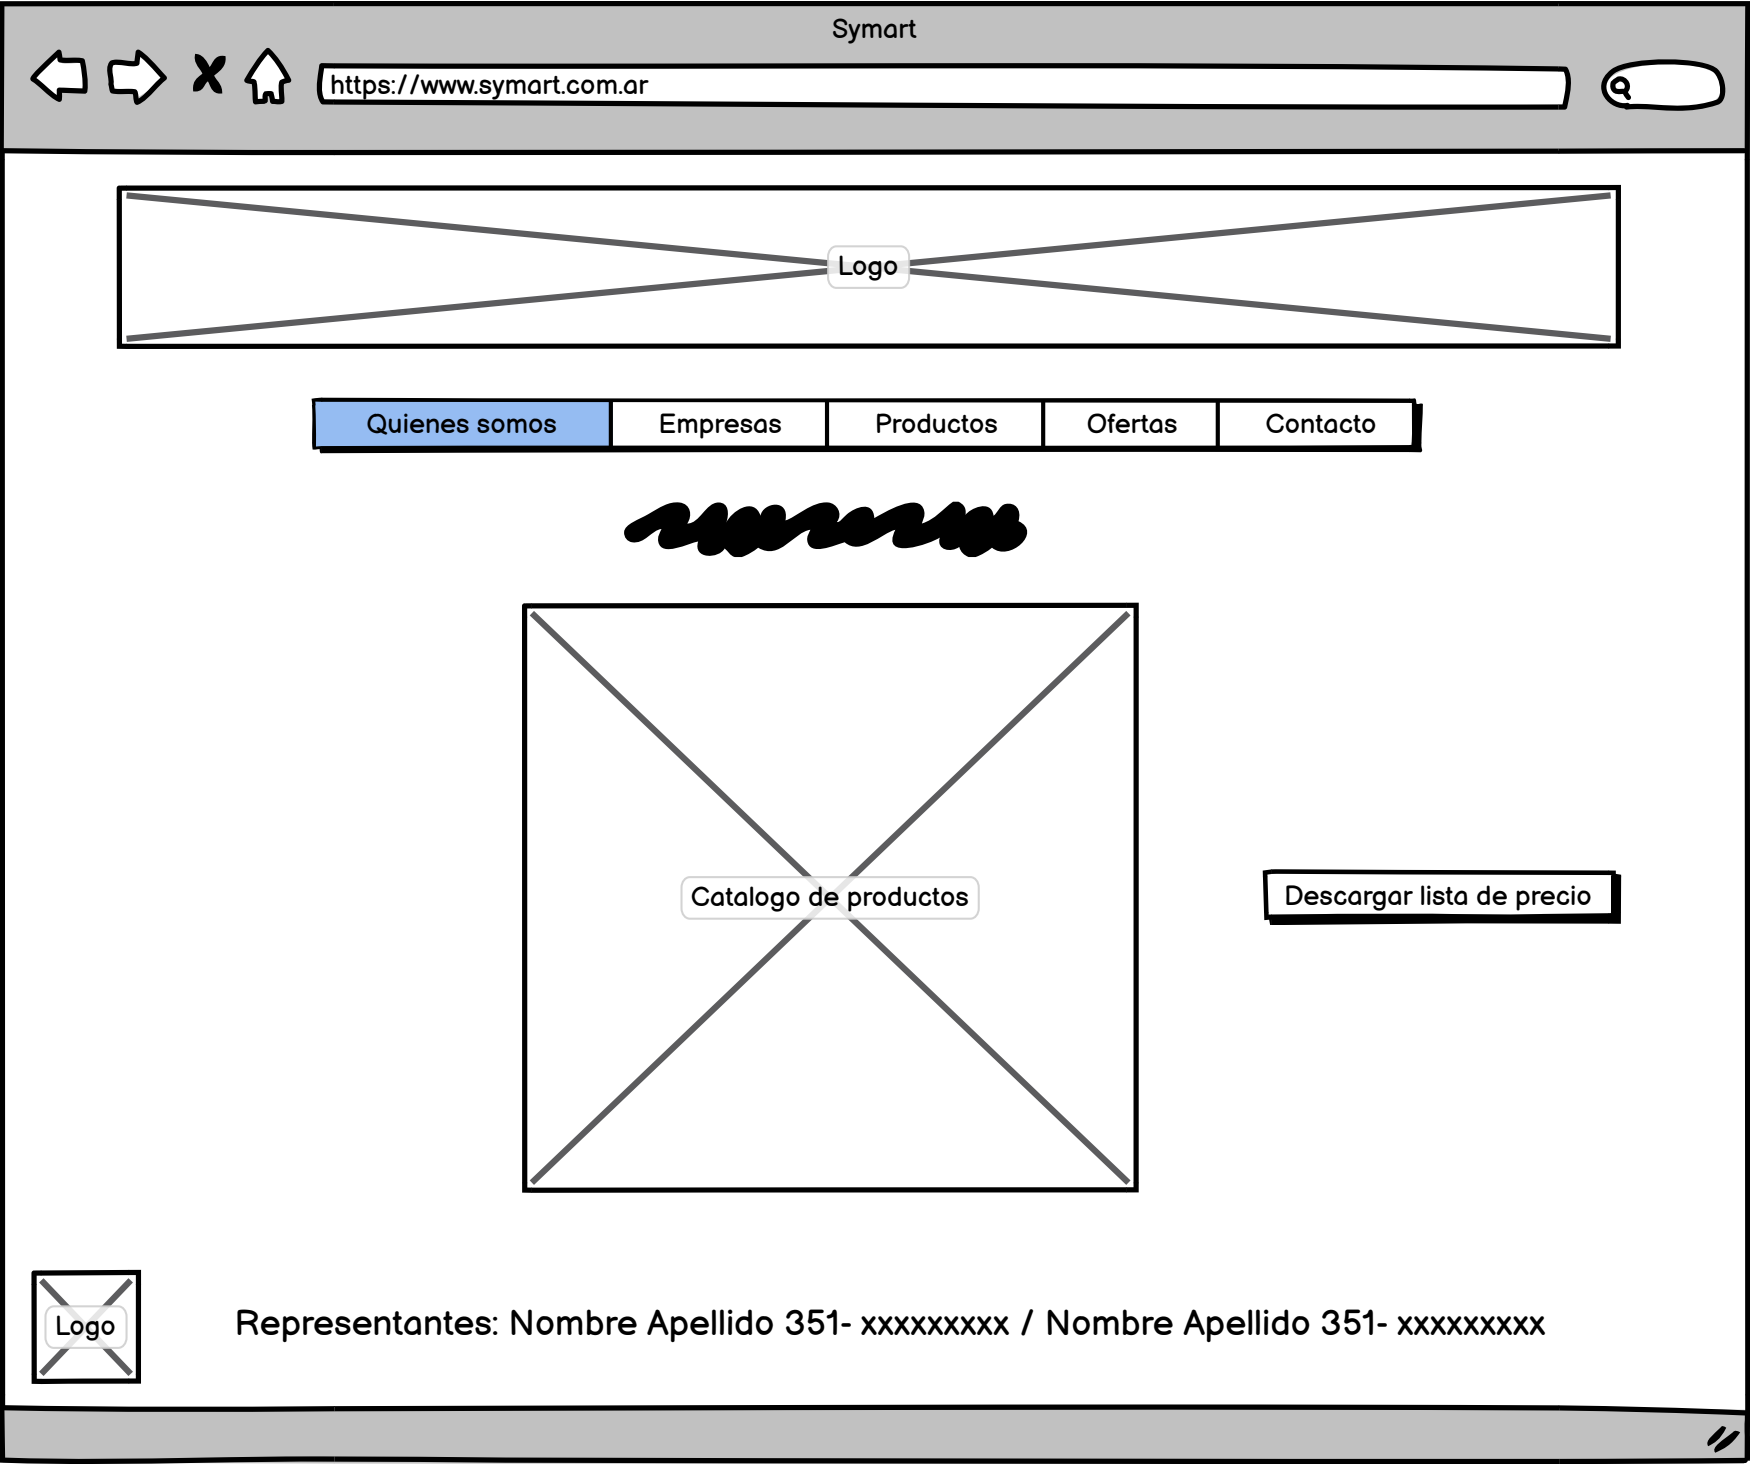 Symart
https://www.symart.com.ar
Logo
Quienes somos Empresas Productos Ofertas Contacto
Catalogo de productos
Descargar lista de precio
Logo
Representantes: Nombre Apellido 351- xxxxxxxxx / Nombre Apellido 351- xxxxxxxxx